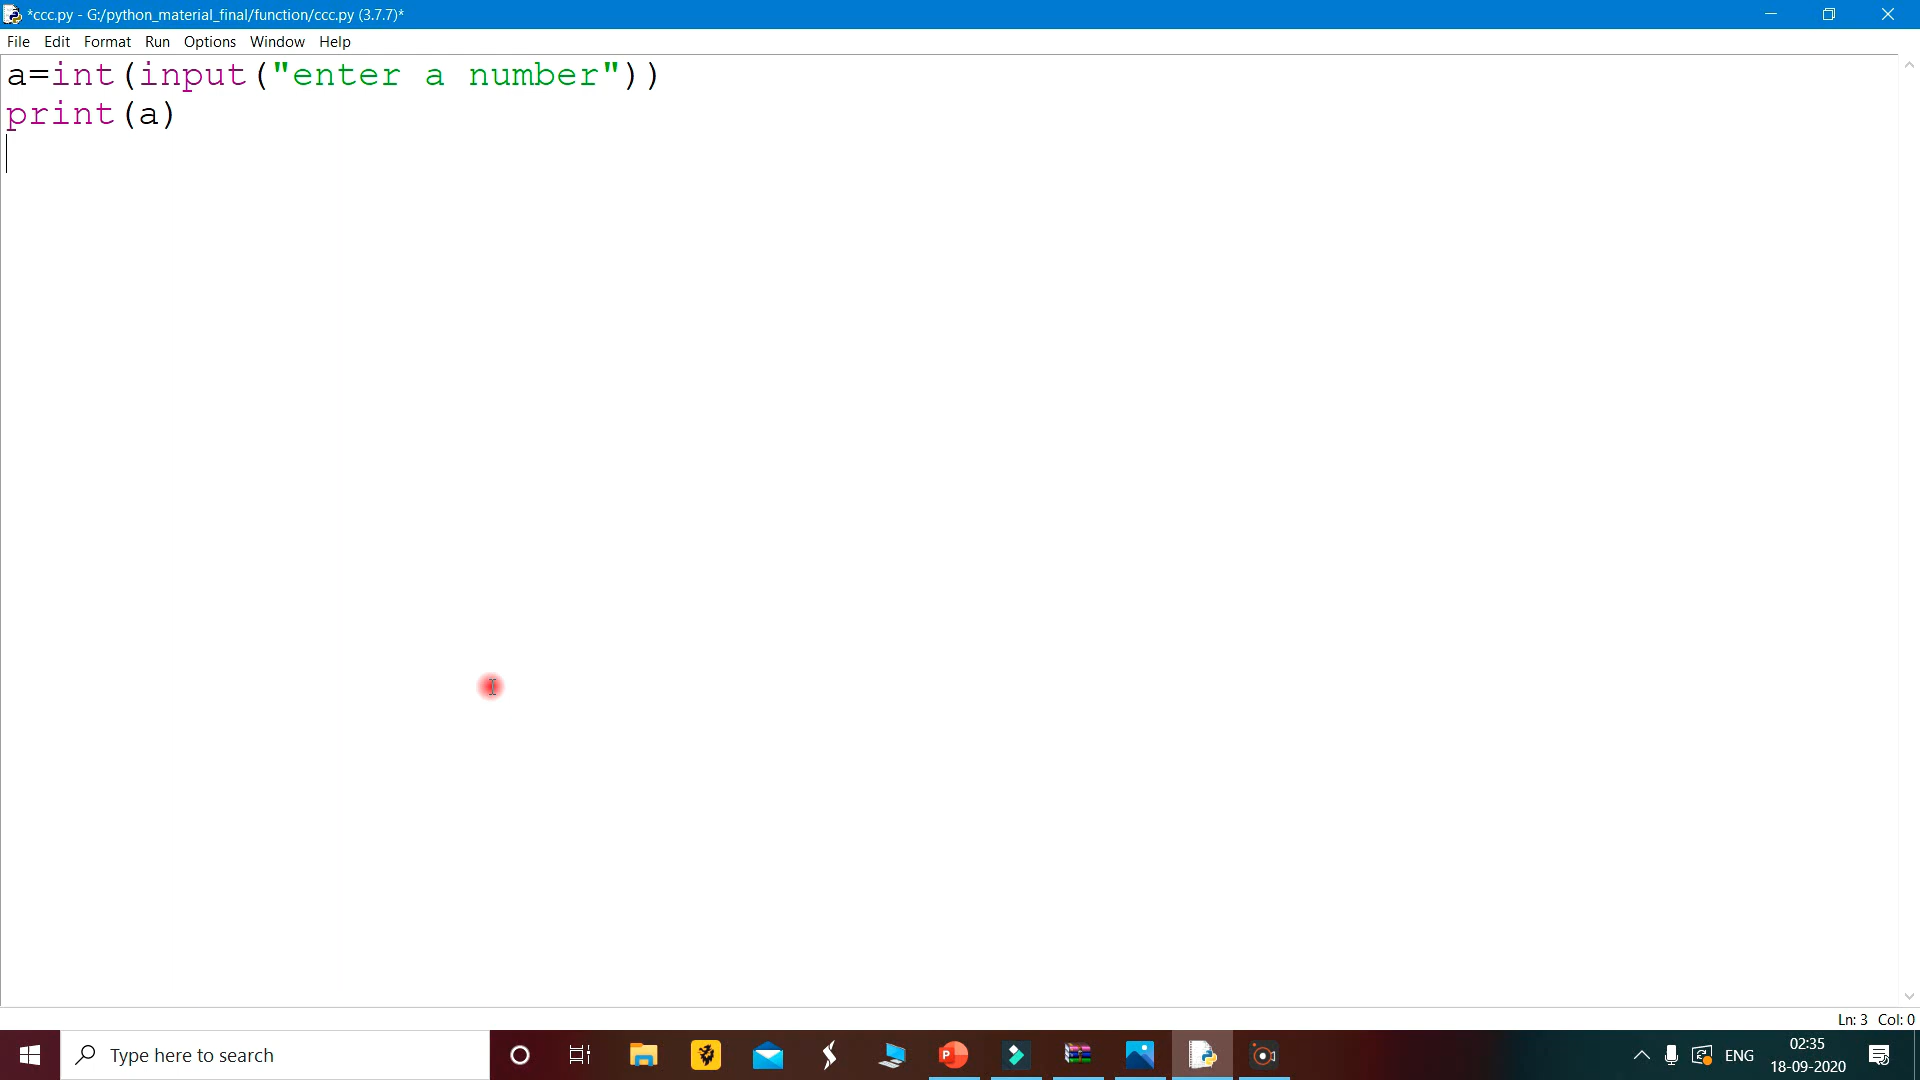 *ccc.py - G:/python_material_final/function/ccc.py (3.7.7)*
File Edit Format Run Options Window Help
a=int(input("enter a number"))
print(a)
Ln: 3 Col: 0
Type here to search
P
ENG
02:35
18-09-2020